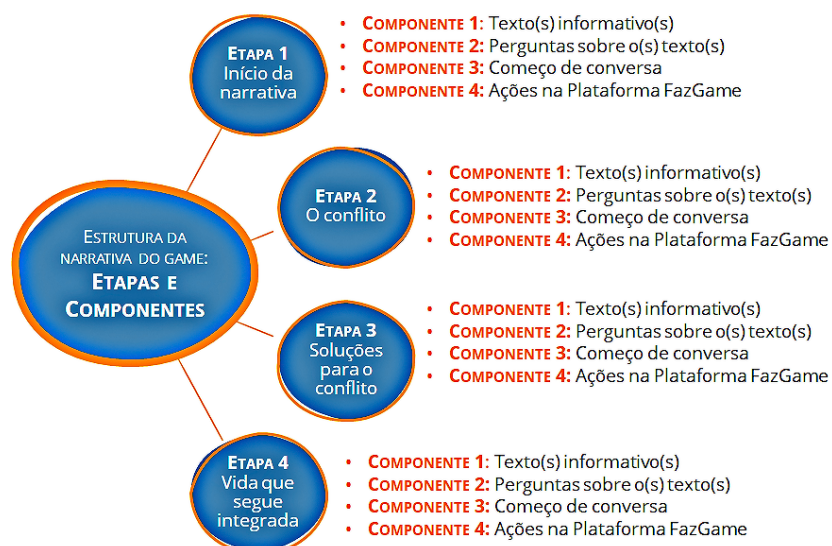 ESTRUTURA DA
NARRATIVA DO GAME:
ETAPAS E
COMPONENTES
ETAPA 1
Início da
narrativa
• COMPONENTE 1: Texto(s) informativo(s)
• COMPONENTE 2: Perguntas sobre o(s) texto(s)
• COMPONENTE 3: Começo de conversa
• COMPONENTE 4: Ações na Plataforma FazGame
ETAPA 2
O conflito
• COMPONENTE 1: Texto(s) informativo(s)
• COMPONENTE 2: Perguntas sobre o(s) texto(s)
• COMPONENTE 3: Começo de conversa
• COMPONENTE 4: Ações na Plataforma FazGame
ETAPA 3
Soluções
para o
conflito
• COMPONENTE 1: Texto(s) informativo(s)
• COMPONENTE 2: Perguntas sobre o(s) texto(s)
• COMPONENTE 3: Começo de conversa
• COMPONENTE 4: Ações na Plataforma FazGame
ETAPA 4
Vida que
segue
integrada
• COMPONENTE 1: Texto(s) informativo(s)
• COMPONENTE 2: Perguntas sobre o(s) texto(s)
• COMPONENTE 3: Começo de conversa
• COMPONENTE 4: Ações na Plataforma FazGame